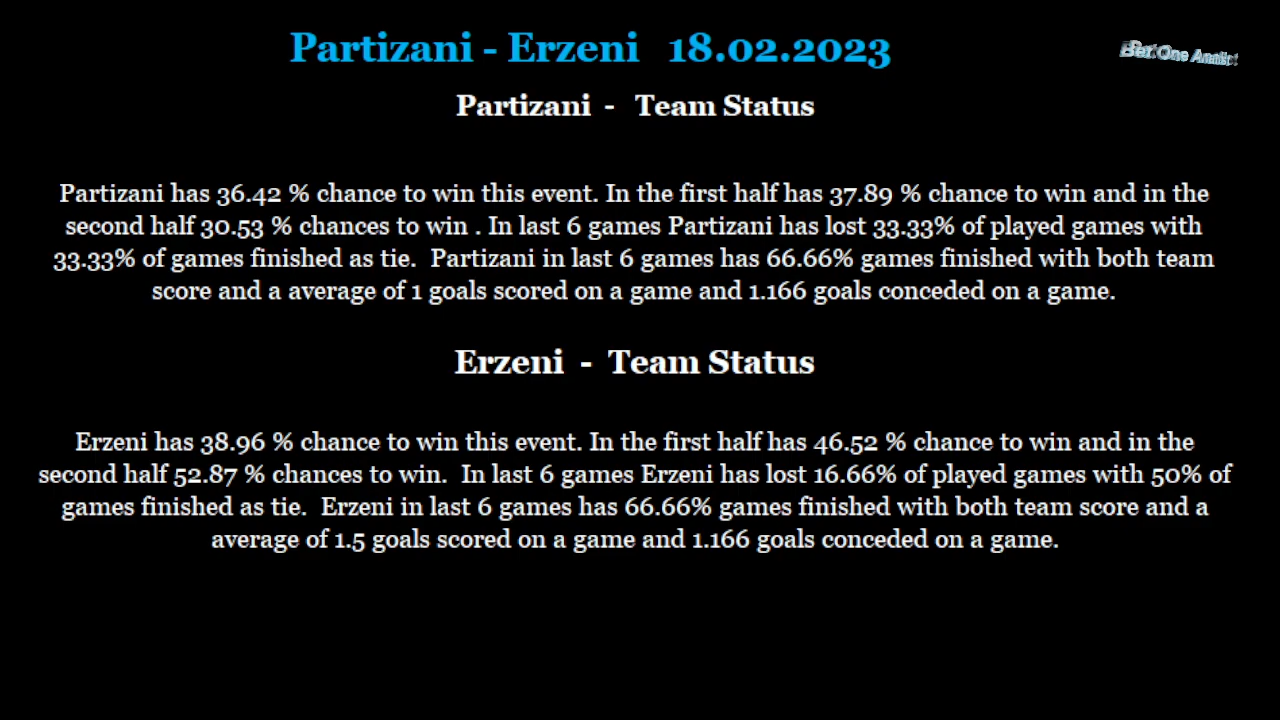 Partizani - Erzeni 18.02.2023
Partizani - Team Status
Partizani has 36.42 % chance to win this event. In the first half has 37.89 % chance to win and in the
second half 30.53 % chances to win . In last 6 games Partizani has lost 33.33% of played games with
33.33% of games finished as tie. Partizani in last 6 games has 66.66% games finished with both team
score and a average of 1 goals scored on a game and 1.166 goals conceded on a game.
Erzeni - Team Status
Erzeni has 38.96 % chance to win this event. In the first half has 46.52 % chance to win and in the
second half 52.87 % chances to win. In last 6 games Erzeni has lost 16.66% of played games with 50% of
games finished as tie. Erzeni in last 6 games has 66.66% games finished with both team score and a
average of 1.5 goals scored on a game and 1.166 goals conceded on a game.